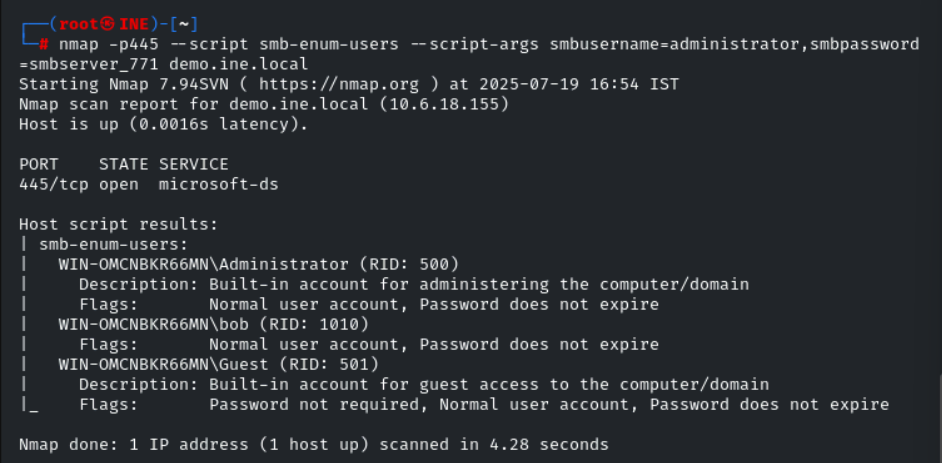 ┌──(root㉿INE)-[~]
└─# nmap -p445 --script smb-enum-users --script-args smbusername=administrator,smbpassword
=smbserver_771 demo.ine.local
Starting Nmap 7.94SVN ( https://nmap.org ) at 2025-07-19 16:54 IST
Nmap scan report for demo.ine.local (10.6.18.155)
Host is up (0.0016s latency).

PORT    STATE SERVICE
445/tcp open  microsoft-ds

Host script results:
| smb-enum-users:
|   WIN-OMCNBKR66MN\Administrator (RID: 500)
|     Description: Built-in account for administering the computer/domain
|     Flags:       Normal user account, Password does not expire
|   WIN-OMCNBKR66MN\bob (RID: 1010)
|     Flags:       Normal user account, Password does not expire
|   WIN-OMCNBKR66MN\Guest (RID: 501)
|     Description: Built-in account for guest access to the computer/domain
|_    Flags:       Password not required, Normal user account, Password does not expire

Nmap done: 1 IP address (1 host up) scanned in 4.28 seconds